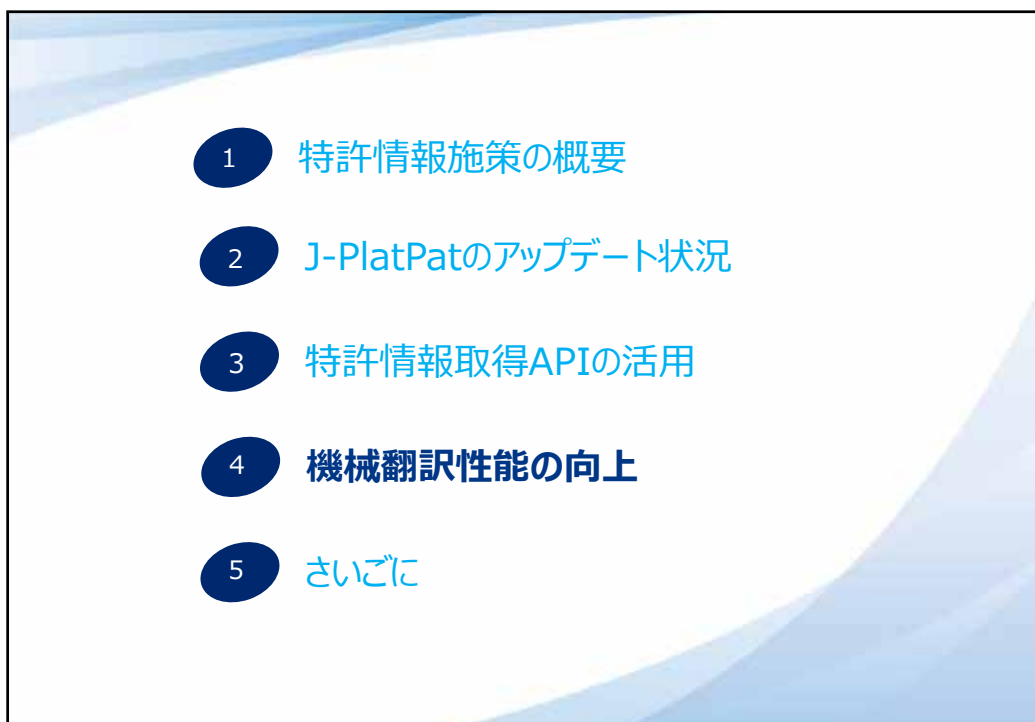 1 特許情報施策の概要
2 J-PlatPatのアップデート状況
3 特許情報取得APIの活用
4 機械翻訳性能の向上
5 さいごに